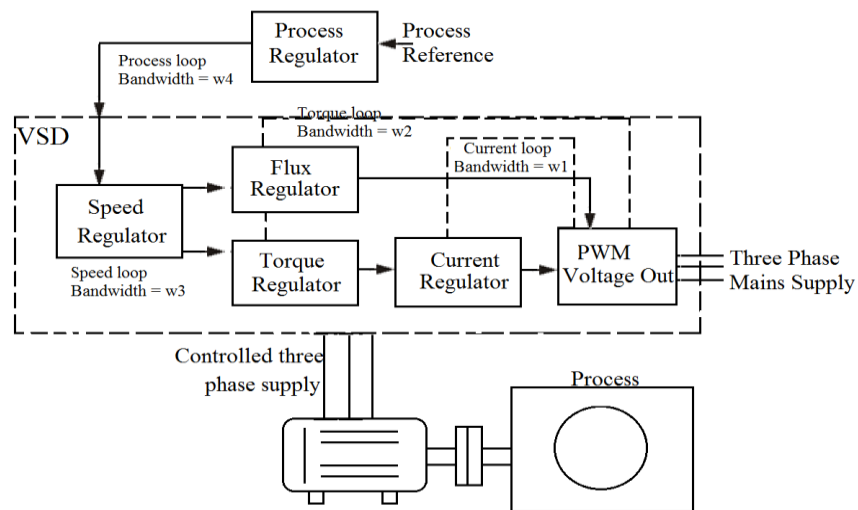 Process
Regulator
Process
Reference
Process loop
Bandwidth = w4
VSD
Torque loop
Bandwidth = w2
Current loop
Bandwidth = w1
Flux
Regulator
Speed
Regulator
Speed loop
Bandwidth = w3
Torque
Regulator
Current
Regulator
PWM
Voltage Out
Three Phase
Mains Supply
Controlled three
phase supply
Process